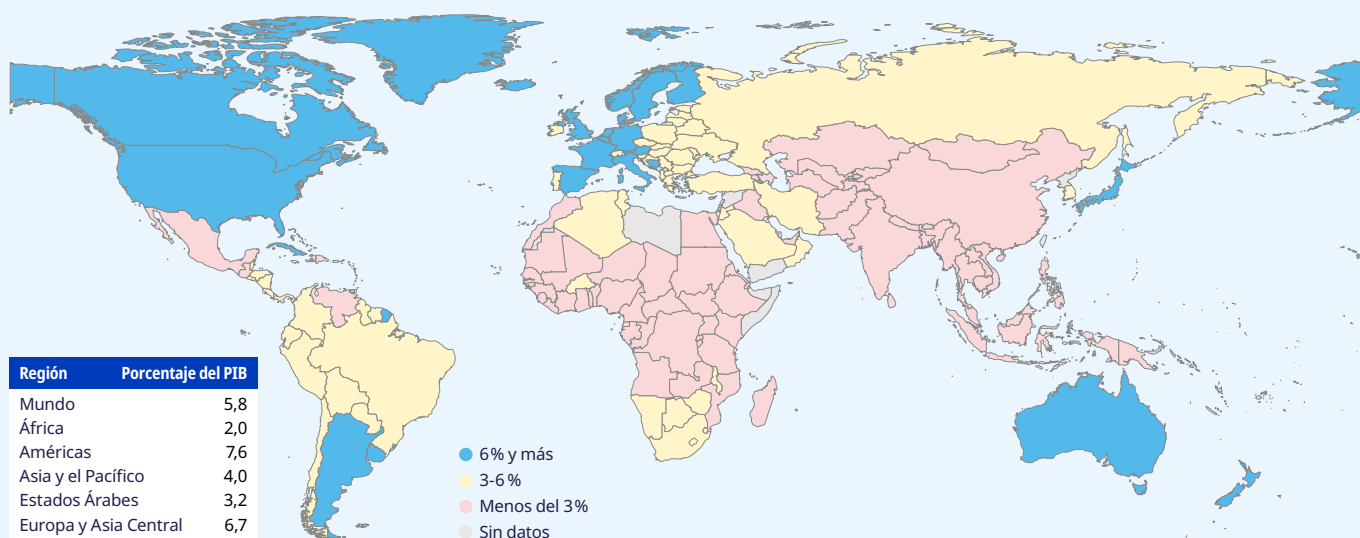 Región Porcentaje del PIB
Mundo 5,8
África 2,0
Américas 7,6
Asia y el Pacífico 4,0
Estados Árabes 3,2
Europa y Asia Central 6,7
6% y más
3-6%
Menos del 3%
Sin datos